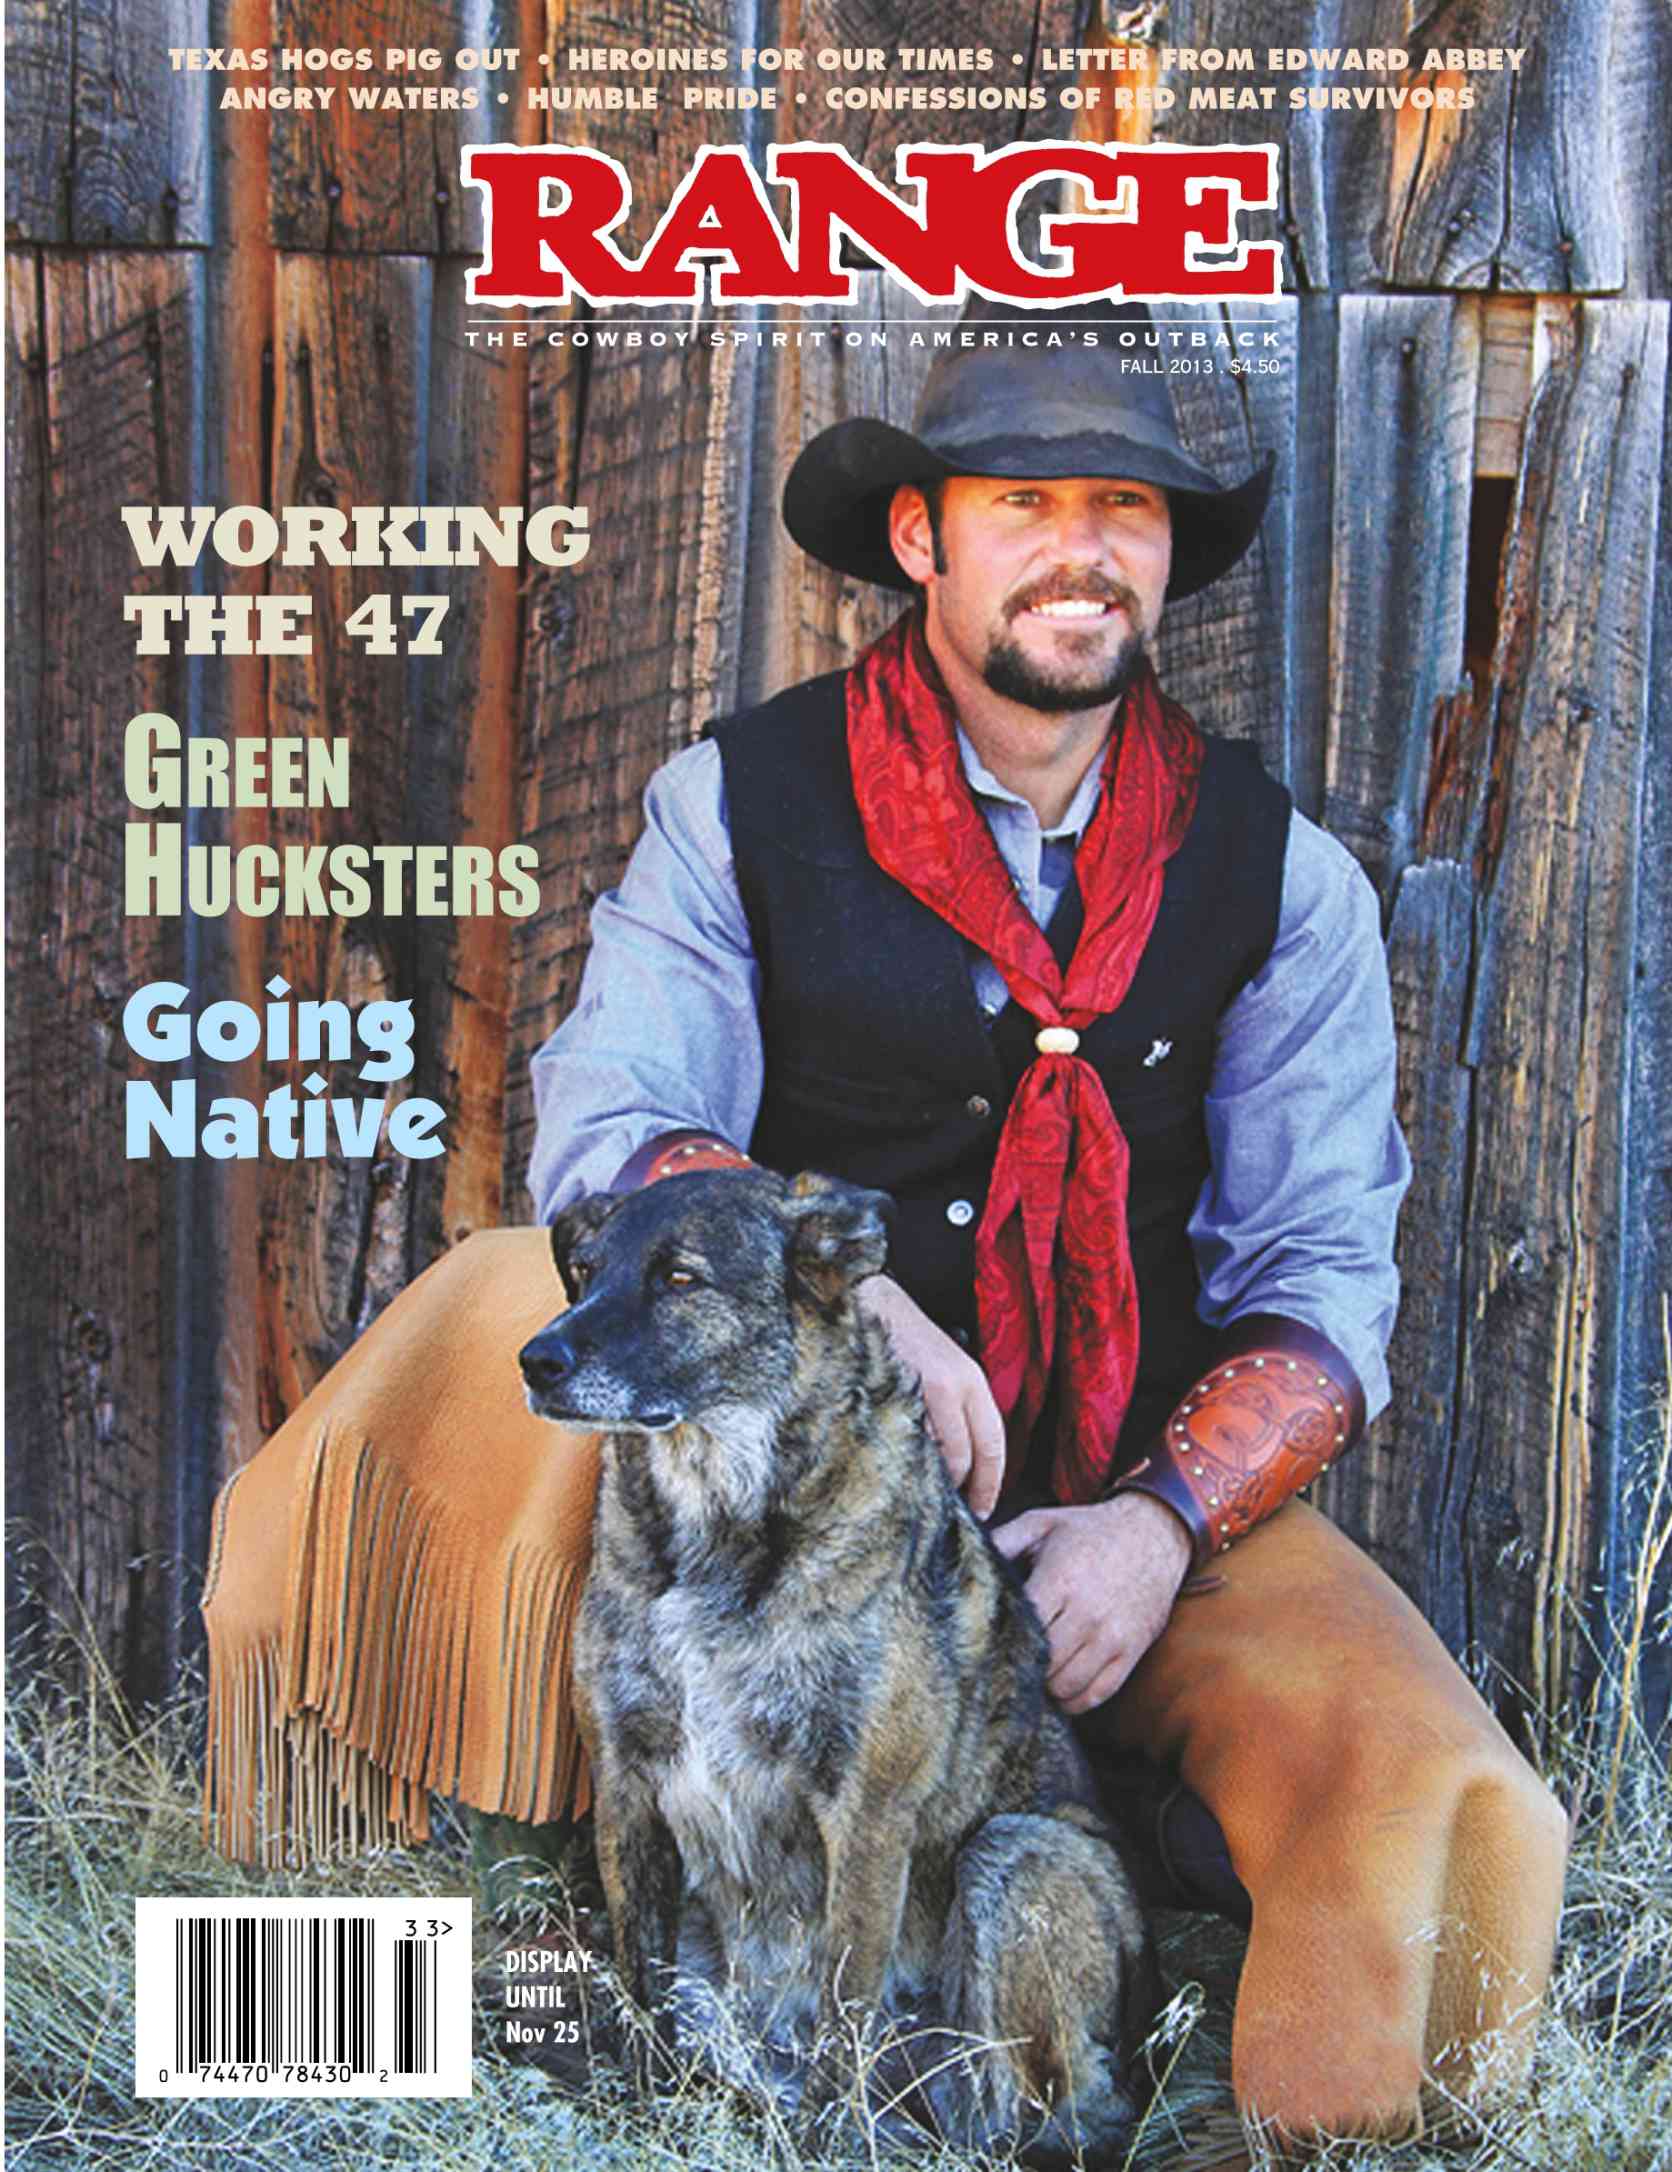 TEXAS HOGS PIG OUT • HEROINES FOR OUR TIMES • LETTER FROM EDWARD ABBEY
ANGRY WATERS • HUMBLE PRIDE • CONFESSIONS OF RED MEAT SURVIVORS
RANGE
THE COWBOY SPIRIT ON AMERICA'S OUTBACK
FALL 2013 . $4.50
WORKING
THE 47
GREEN
HUCKSTERS
Going
Native
33>
0 74470 78430 2
DISPLAY
UNTIL
Nov 25